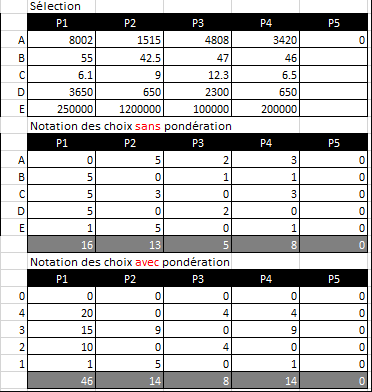 Sélection
P1 P2 P3 P4 P5
A 8002 1515 4808 3420 0
B 55 42.5 47 46
C 6.1 9 12.3 6.5
D 3650 650 2300 650
E 250000 1200000 100000 200000
Notation des choix sans pondération
P1 P2 P3 P4 P5
A 0 5 2 3 0
B 5 0 1 1 0
C 5 3 0 3 0
D 5 0 2 0 0
E 1 5 0 1 0
16 13 5 8 0
Notation des choix avec pondération
P1 P2 P3 P4 P5
0 0 0 0 0 0
4 20 0 4 4 0
3 15 9 0 9 0
2 10 0 4 0 0
1 1 5 0 1 0
46 14 8 14 0